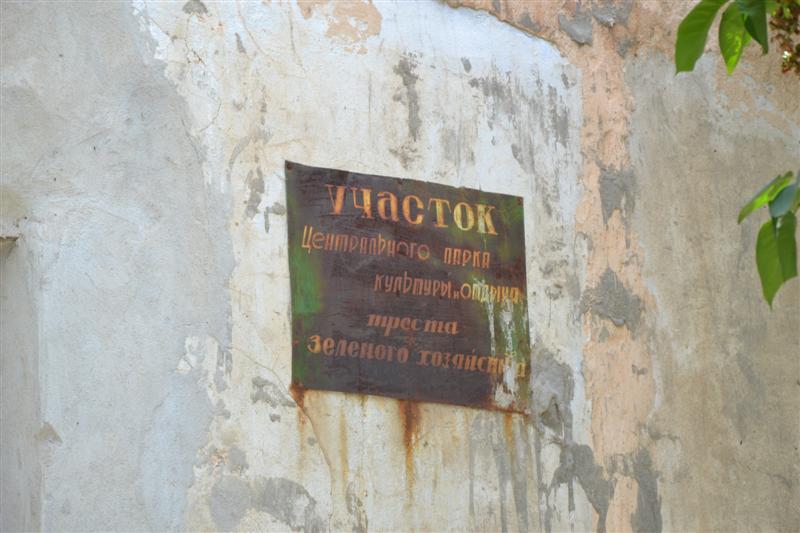 Участок
Центрального парка
культуры и отдыха
треста
зеленого хозяйства